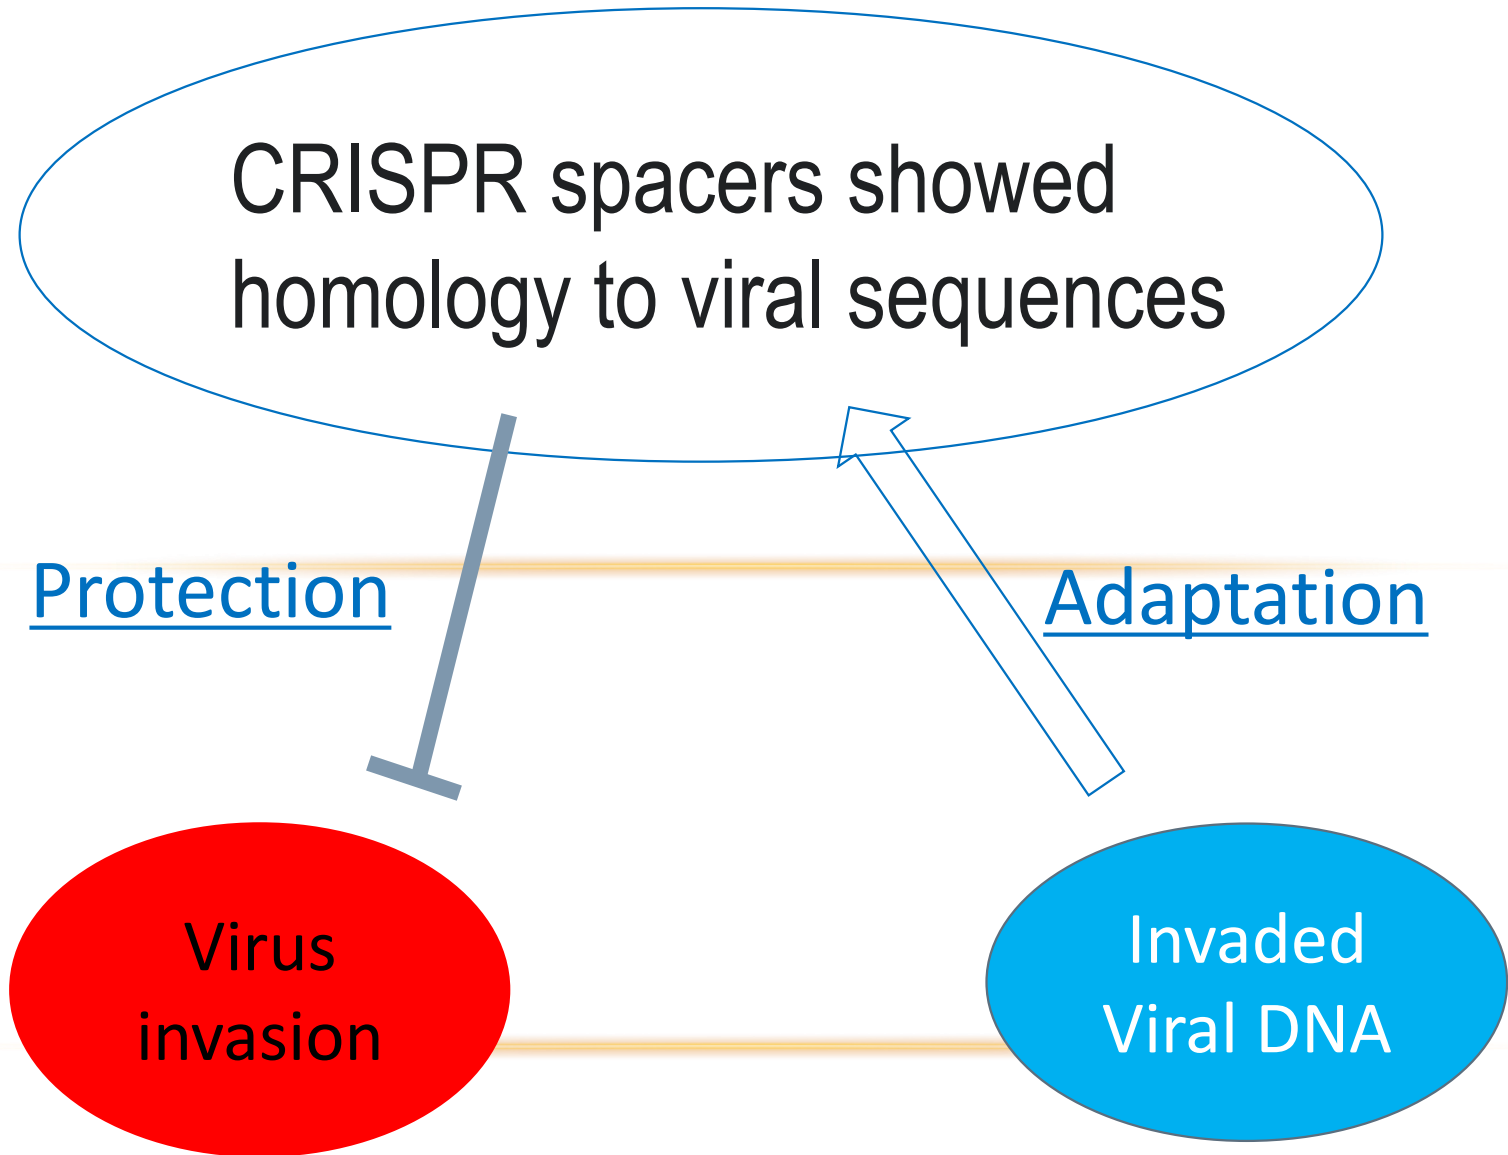 CRISPR spacers showed
homology to viral sequences
Protection
Adaptation
Virus
invasion
Invaded
Viral DNA